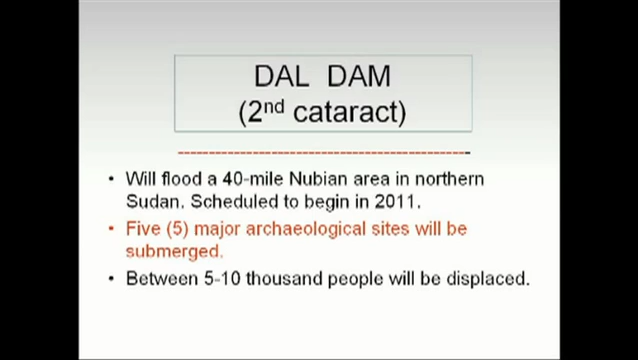 DAL DAM
(2nd cataract)
• Will flood a 40-mile Nubian area in northern
Sudan. Scheduled to begin in 2011.
• Five (5) major archaeological sites will be
submerged.
• Between 5-10 thousand people will be displaced.